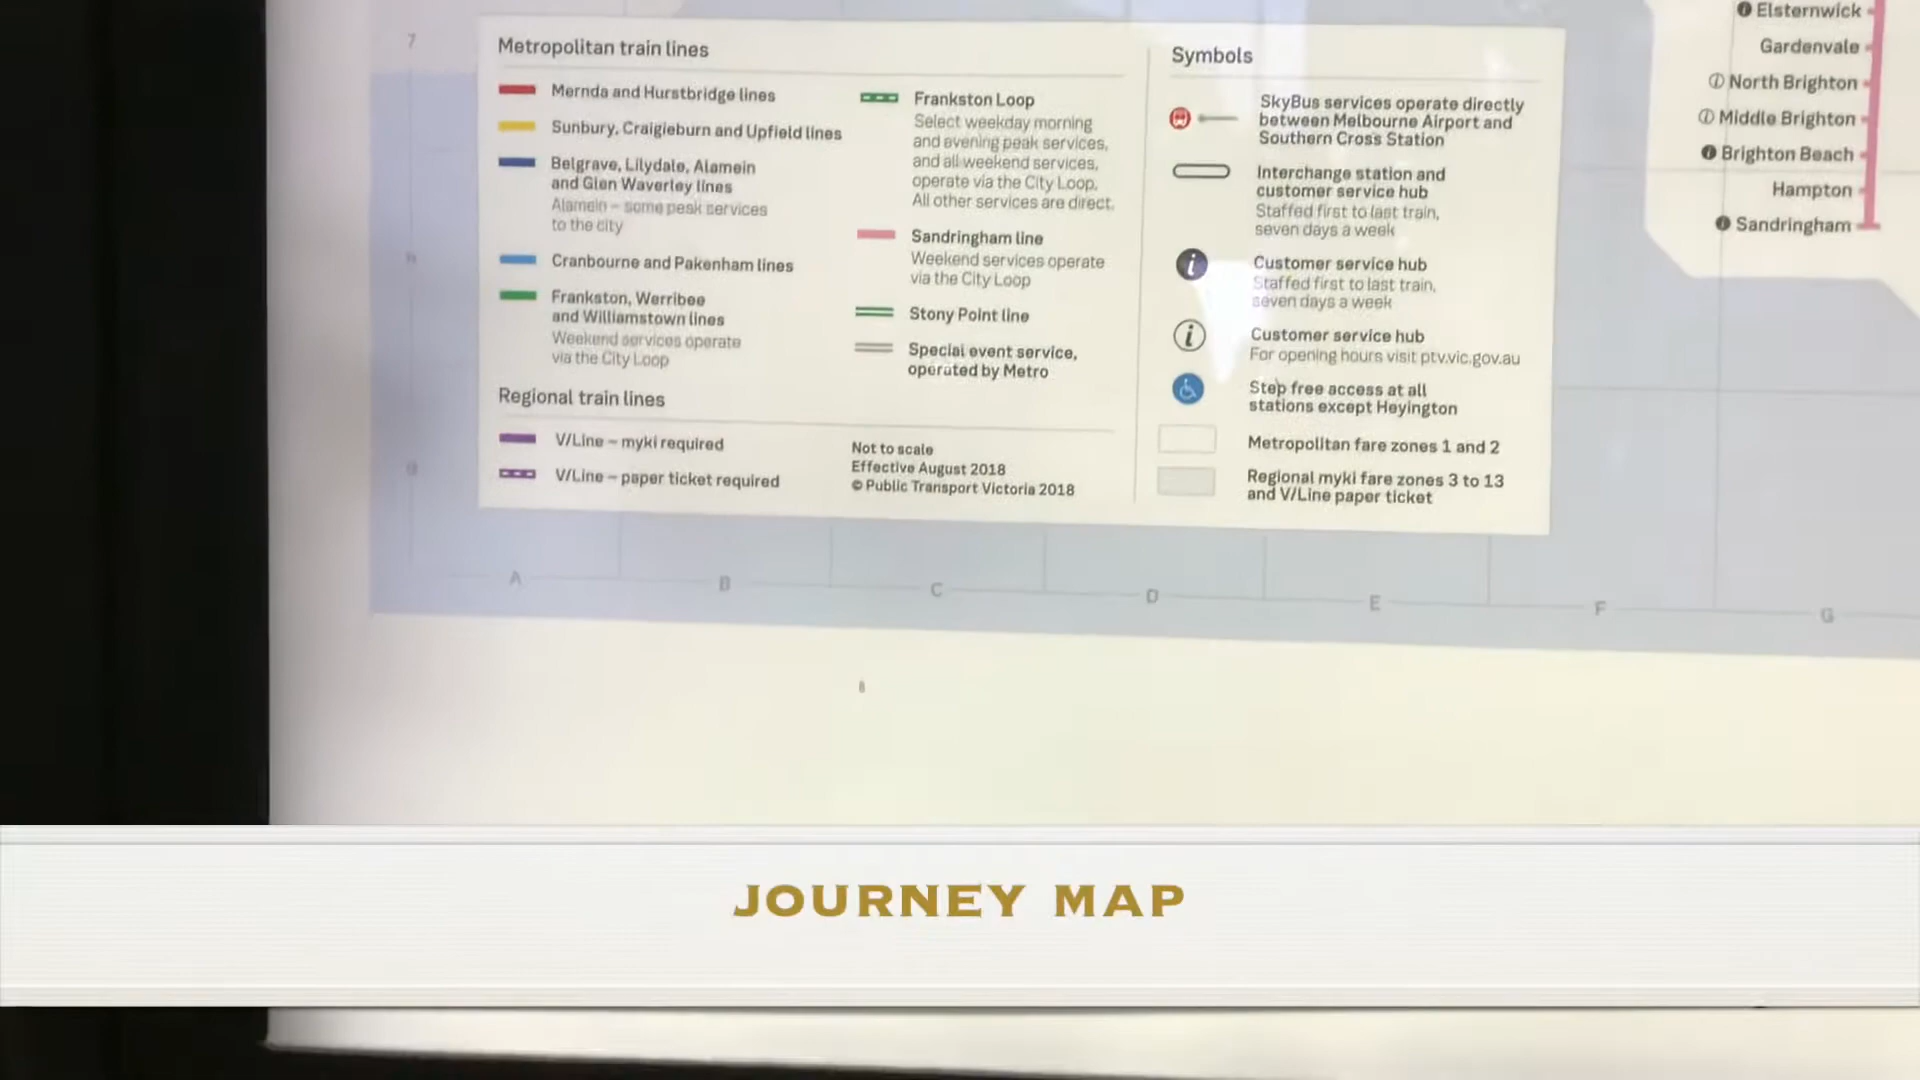 7
Metropolitan train lines
Mernda and Hurstbridge lines
Sunbury, Craigieburn and Upfield lines
Belgrave, Lilydale, Alamein
and Glen Waverley lines
Alamein – some peak services
to the city
Cranbourne and Pakenham lines
Frankston, Werribee
and Williamstown lines
Weekend services operate
via the City Loop
Frankston Loop
Select weekday morning
and evening peak services,
and all weekend services,
operate via the City Loop.
All other services are direct.
Sandringham line
Weekend services operate
via the City Loop
Stony Point line
Special event service,
operated by Metro
Regional train lines
V/Line – myki required
V/Line – paper ticket required
Not to scale
Effective August 2018
© Public Transport Victoria 2018
Symbols
SkyBus services operate directly
between Melbourne Airport and
Southern Cross Station
Interchange station and
customer service hub
Staffed first to last train,
seven days a week
i Customer service hub
Staffed first to last train,
seven days a week
i Customer service hub
For opening hours visit ptv.vic.gov.au
Step free access at all
stations except Heyington
Metropolitan fare zones 1 and 2
Regional myki fare zones 3 to 13
and V/Line paper ticket
i Elsternwick
Gardenvale
i North Brighton
i Middle Brighton
i Brighton Beach
Hampton
i Sandringham
A B C D E F G
JOURNEY MAP